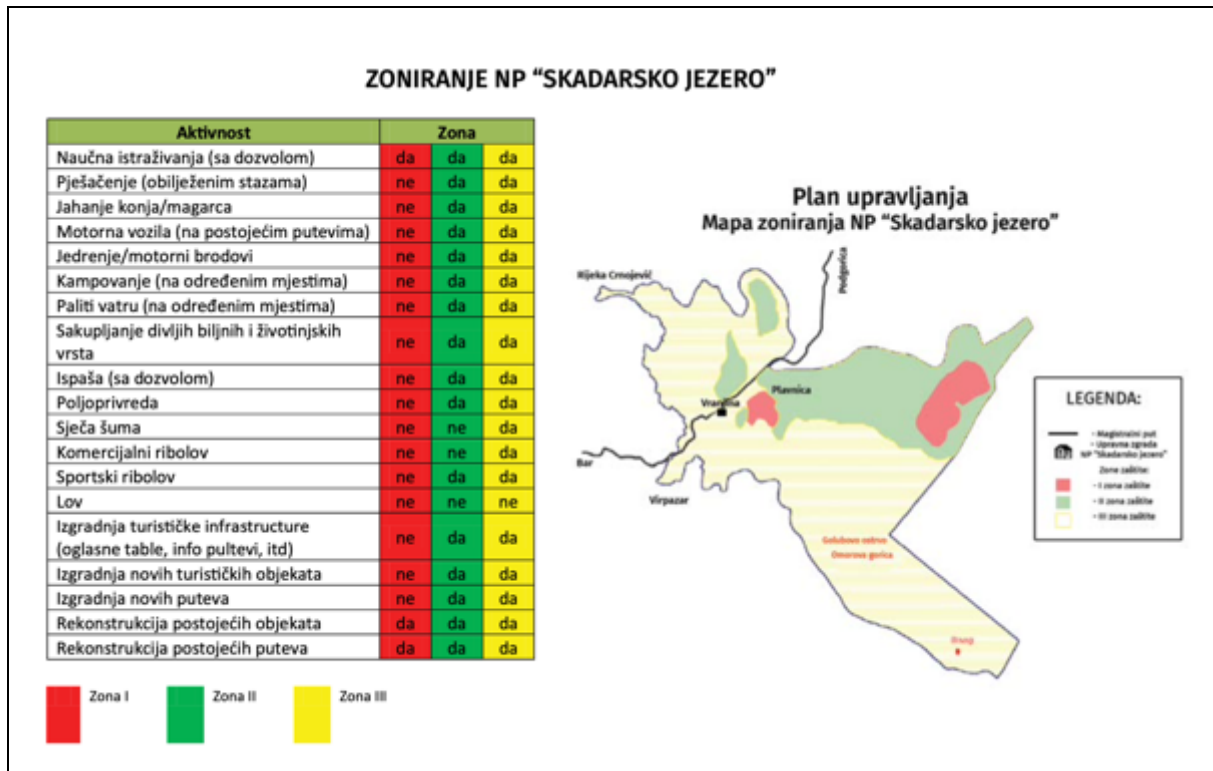 ZONIRANJE NP “SKADARSKO JEZERO”
Aktivnost Zona
Naučna istraživanja (sa dozvolom) da da da
Pješačenje (obilježenim stazama) ne da da
Jahanje konja/magarca ne da da
Motorna vozila (na postojećim putevima) ne da da
Jedrenje/motorni brodovi ne da da
Kampovanje (na određenim mjestima) ne da da
Paliti vatru (na određenim mjestima) ne da da
Sakupljanje divljih biljnih i životinjskih
vrsta ne da da
Ispaša (sa dozvolom) ne da da
Poljoprivreda ne da da
Sječa šuma ne ne da
Komercijalni ribolov ne ne da
Sportski ribolov ne da da
Lov ne ne ne
Izgradnja turističke infrastructure
(oglasne table, info pultevi, itd) ne da da
Izgradnja novih turističkih objekata ne da da
Izgradnja novih puteva ne da da
Rekonstrukcija postojećih objekata da da da
Rekonstrukcija postojećih puteva da da da
Zona I Zona II Zona III
Plan upravljanja
Mapa zoniranja NP “Skadarsko jezero”
Rijeka Crnojević
Podgorica
Plavnica
Vranjina
Bar
Virpazar
Golubovo ostrvo
Omorova gorica
LEGENDA:
- Magistralni put
- Upravna zgrada
NP “Skadarsko jezero”
Zone zaštite:
- I zona zaštite
- II zona zaštite
- III zona zaštite